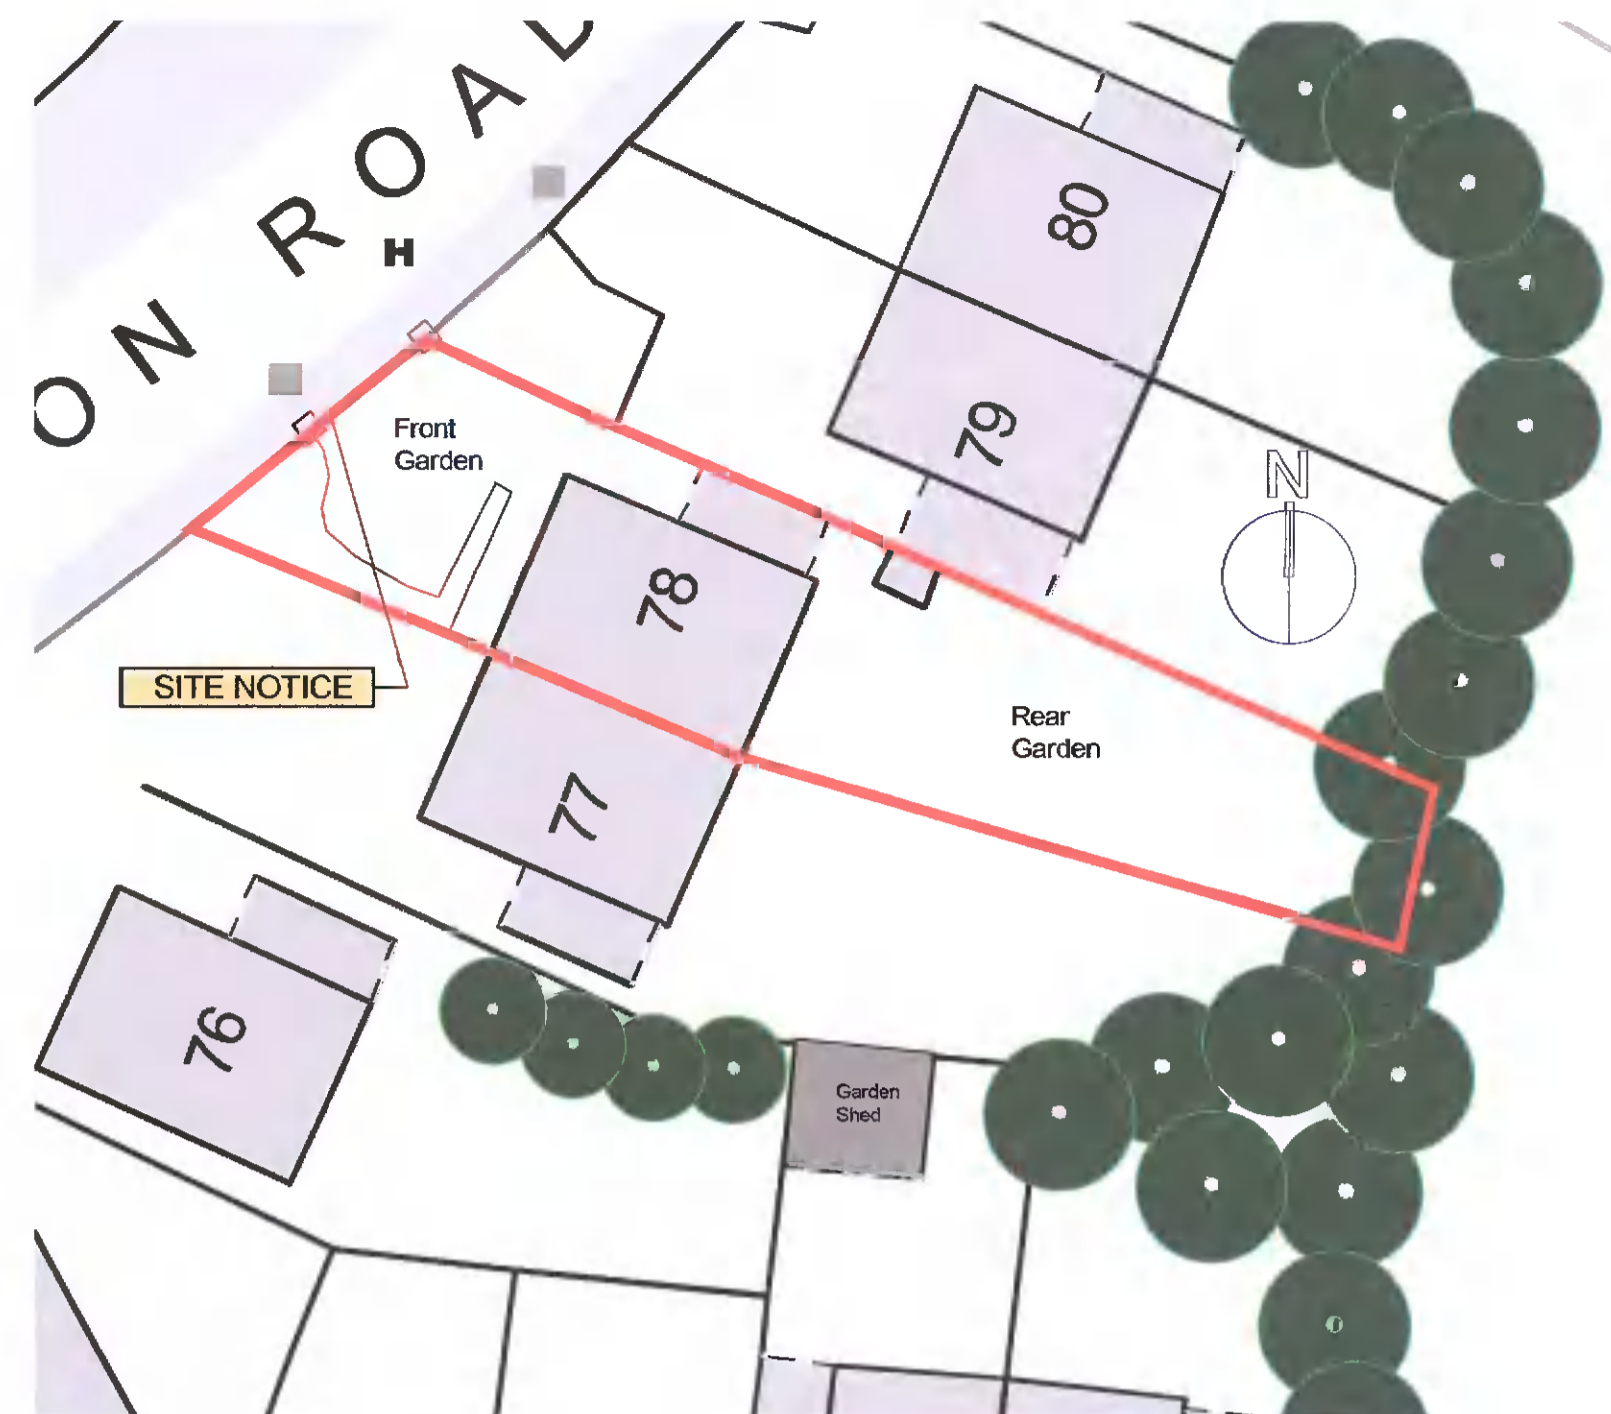 ON ROAD
H
80
79
N
Front
Garden
78
SITE NOTICE
Rear
Garden
77
76
Garden
Shed